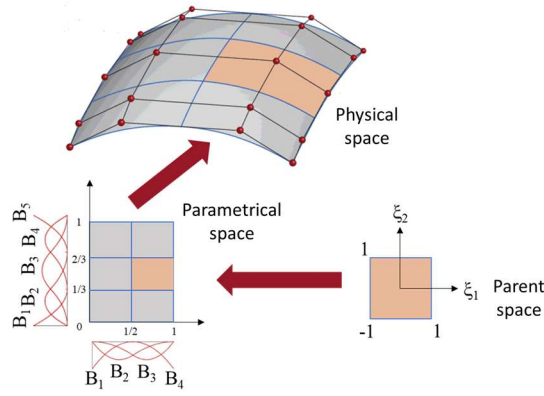 Physical
space
Parametrical
space
B₅
B₄
B₃
B₂
B₁
1
2/3
1/3
0
1/2
1
B₁
B₂
B₃
B₄
ξ₂
1
ξ₁
Parent
space
-1
1